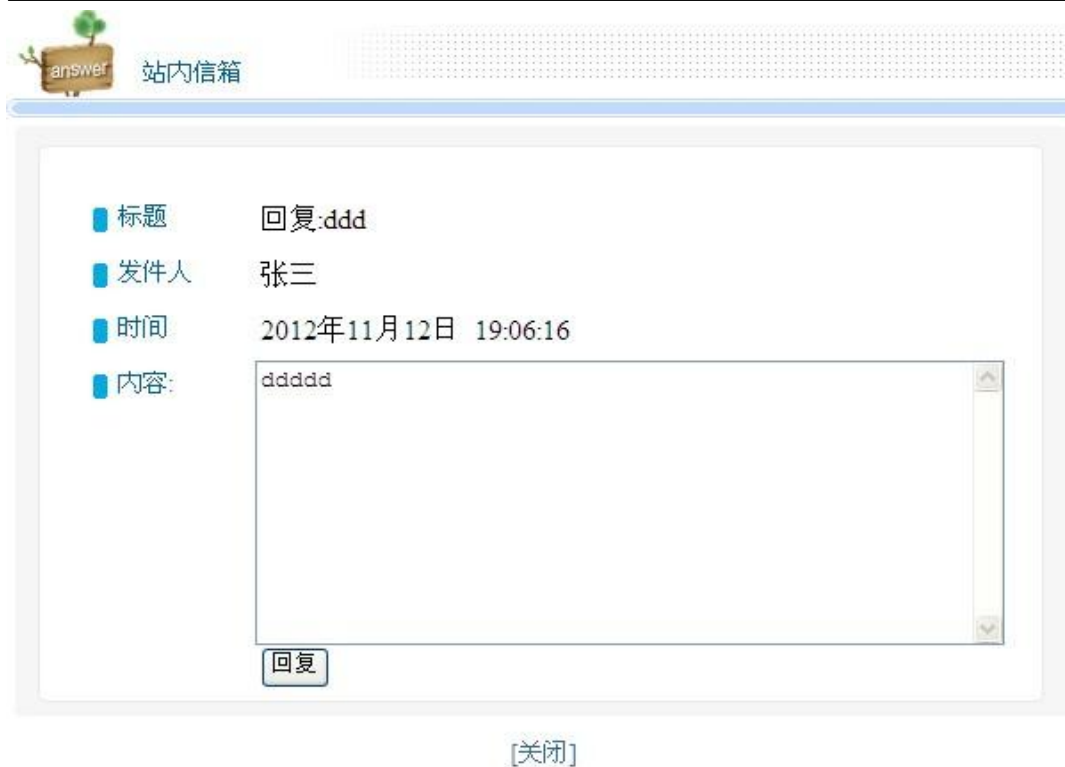 answer
站内信箱
标题 回复:ddd
发件人 张三
时间 2012年11月12日 19:06:16
内容: ddddd
回复
[关闭]